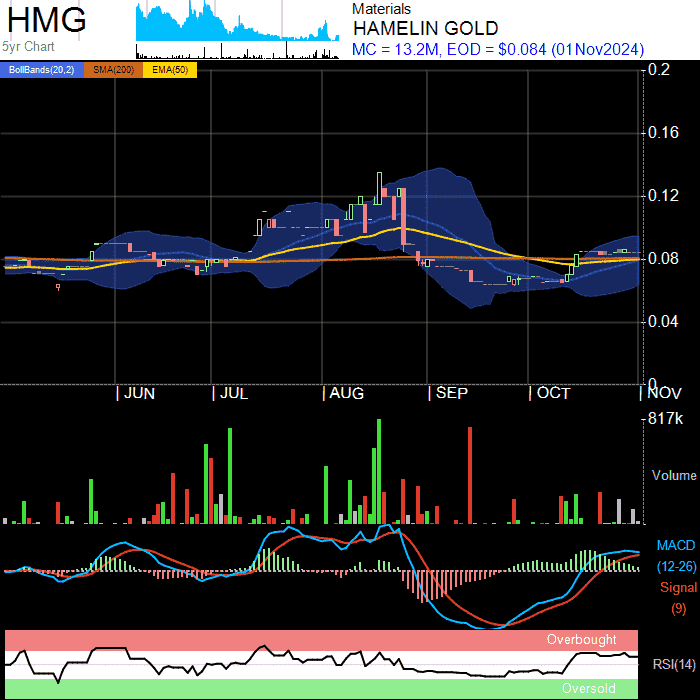 HMG
5yr Chart
Materials
HAMELIN GOLD
MC = 13.2M, EOD = $0.084 (01Nov2024)
BollBands(20,2) SMA(200) EMA(50)
0.2
0.16
0.12
0.08
0.04
0
JUN JUL AUG SEP OCT NOV
817k
Volume
MACD
(12-26)
Signal
(9)
Overbought
RSI(14)
Oversold